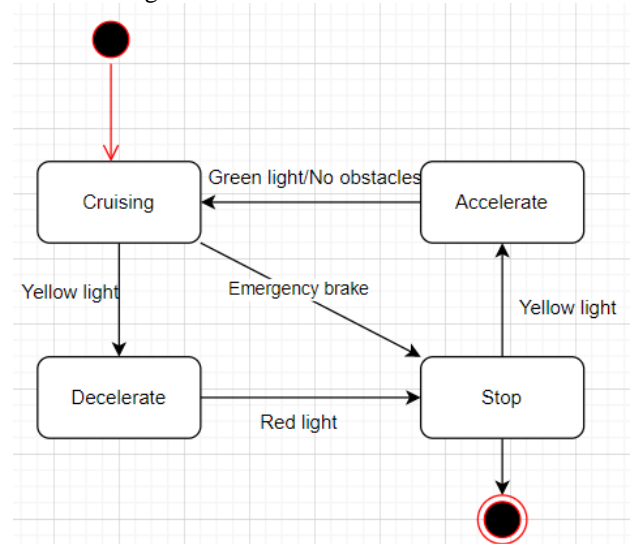 Green light/No obstacles
Cruising
Accelerate
Yellow light
Emergency brake
Yellow light
Decelerate
Stop
Red light